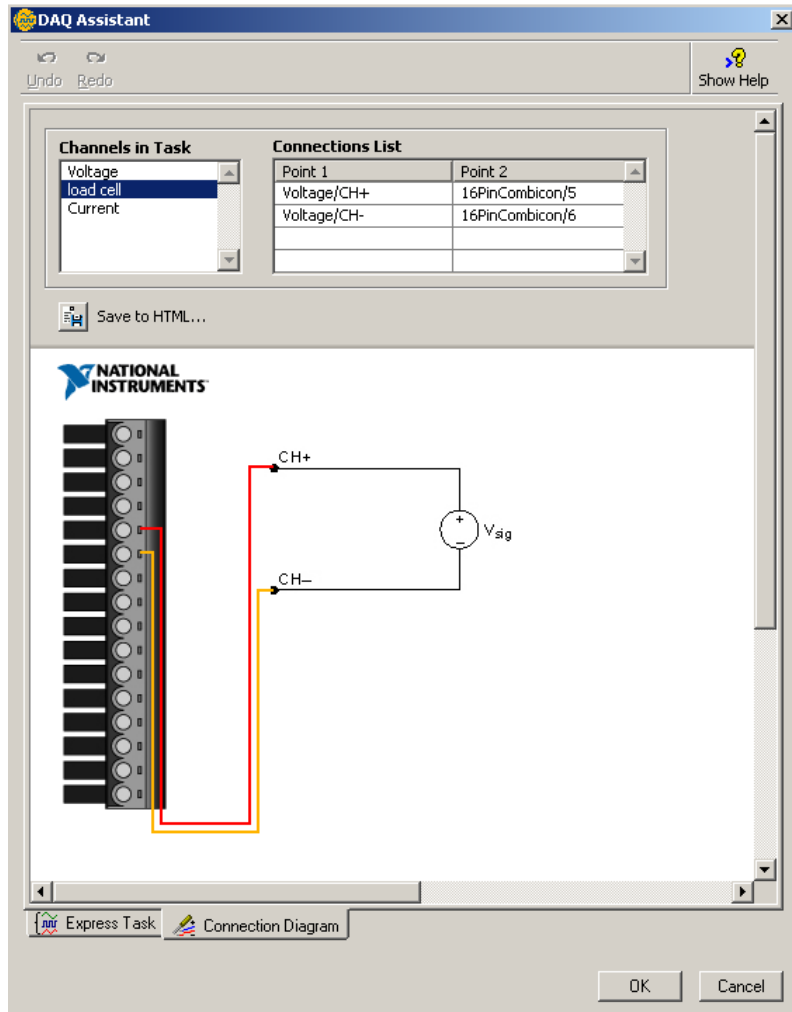 DAQ Assistant
Undo Redo Show Help
Channels in Task
Voltage
load cell
Current
Connections List
Point 1 Point 2
Voltage/CH+ 16PinCombicon/5
Voltage/CH- 16PinCombicon/6
Save to HTML...
NATIONAL
INSTRUMENTS
CH+
+
Vsig
−
CH–
Express Task Connection Diagram
OK Cancel